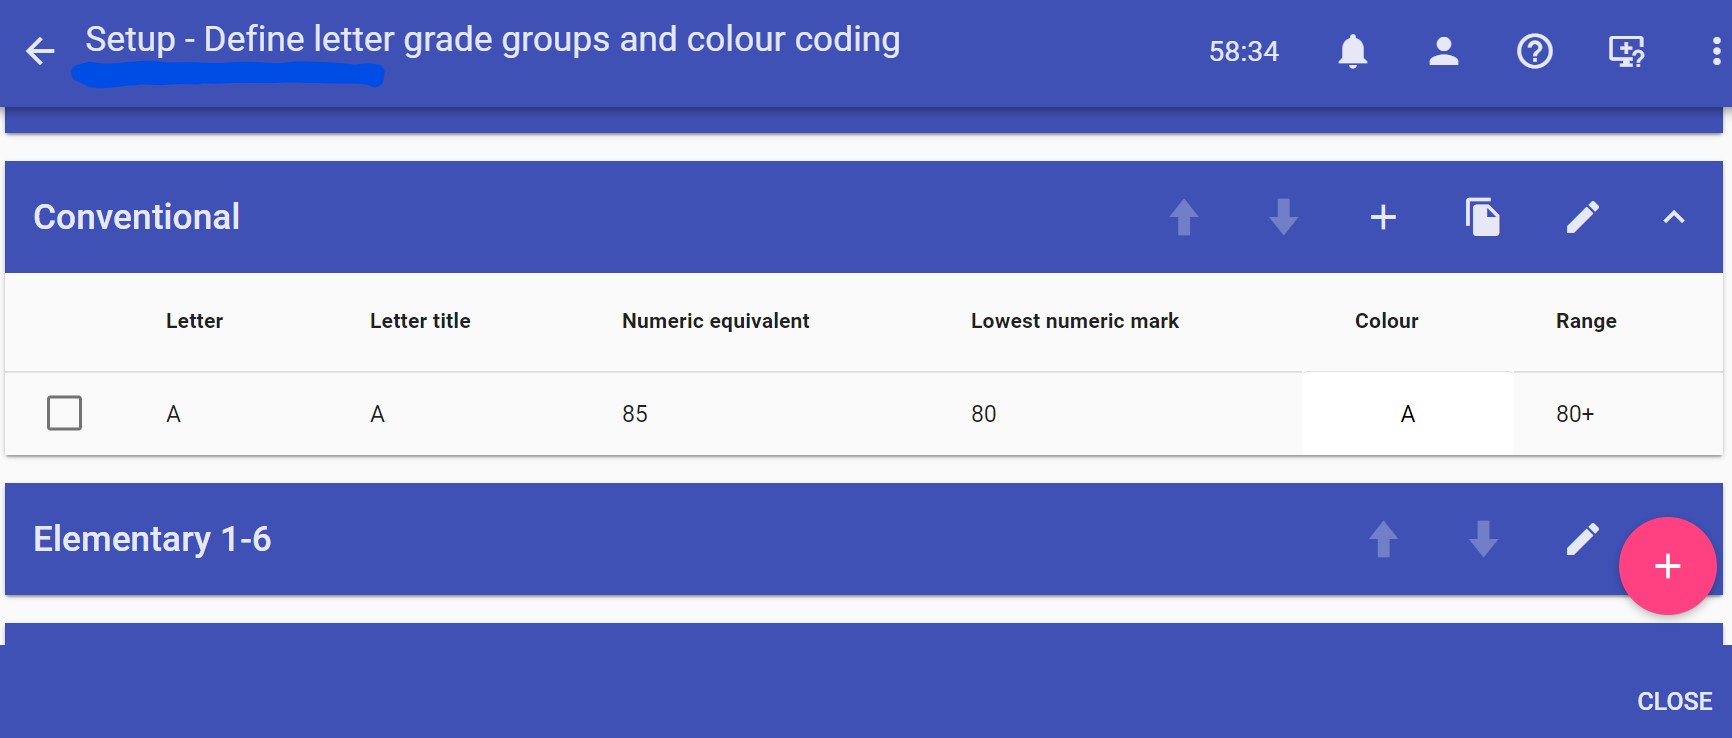 Setup - Define letter grade groups and colour coding
58:34
Conventional
Letter Letter title Numeric equivalent Lowest numeric mark Colour Range
A A 85 80 A 80+
Elementary 1-6
CLOSE